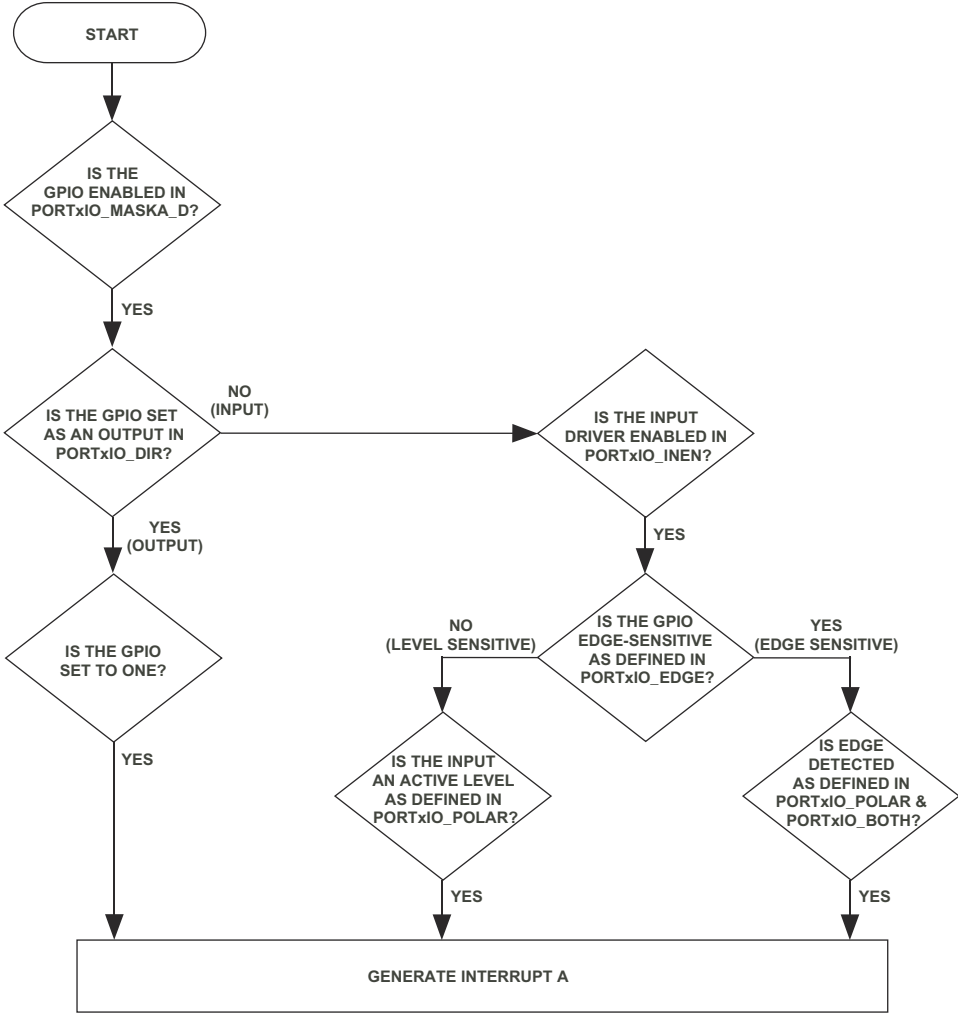 START
IS THE
GPIO ENABLED IN
PORTxIO_MASKA_D?
YES
IS THE GPIO SET
AS AN OUTPUT IN
PORTxIO_DIR?
NO
(INPUT)
IS THE INPUT
DRIVER ENABLED IN
PORTxIO_INEN?
YES
(OUTPUT)
YES
IS THE GPIO
SET TO ONE?
NO
(LEVEL SENSITIVE)
IS THE GPIO
EDGE-SENSITIVE
AS DEFINED IN
PORTxIO_EDGE?
YES
(EDGE SENSITIVE)
YES
IS THE INPUT
AN ACTIVE LEVEL
AS DEFINED IN
PORTxIO_POLAR?
IS EDGE
DETECTED
AS DEFINED IN
PORTxIO_POLAR &
PORTxIO_BOTH?
YES
YES
GENERATE INTERRUPT A